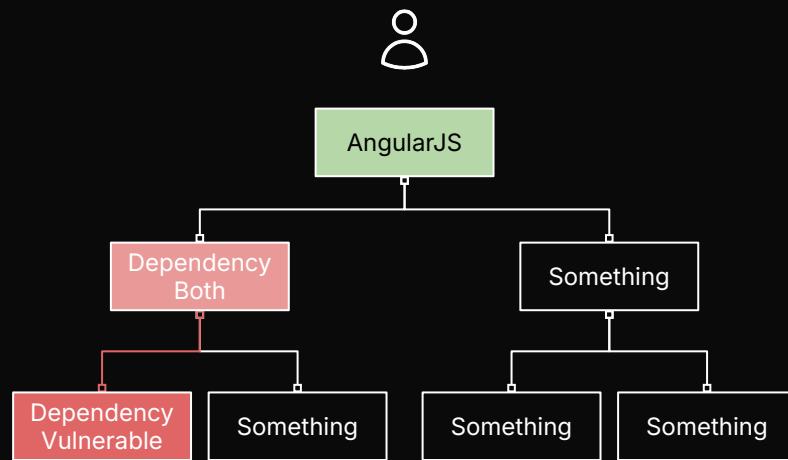 AngularJS
Dependency
Both
Something
Dependency
Vulnerable
Something
Something
Something